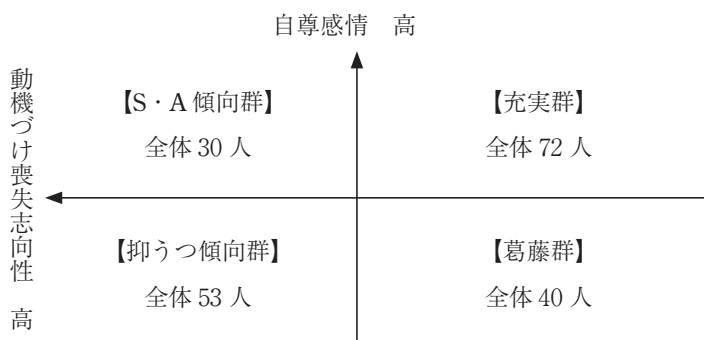 自尊感情　高
動機づけ喪失志向性　高
【S・A 傾向群】
全体 30 人
【充実群】
全体 72 人
【抑うつ傾向群】
全体 53 人
【葛藤群】
全体 40 人